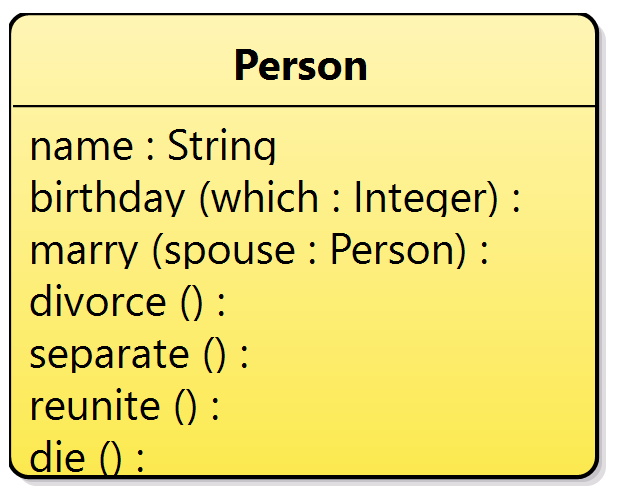 Person
name : String
birthday (which : Integer) :
marry (spouse : Person) :
divorce () :
separate () :
reunite () :
die () :